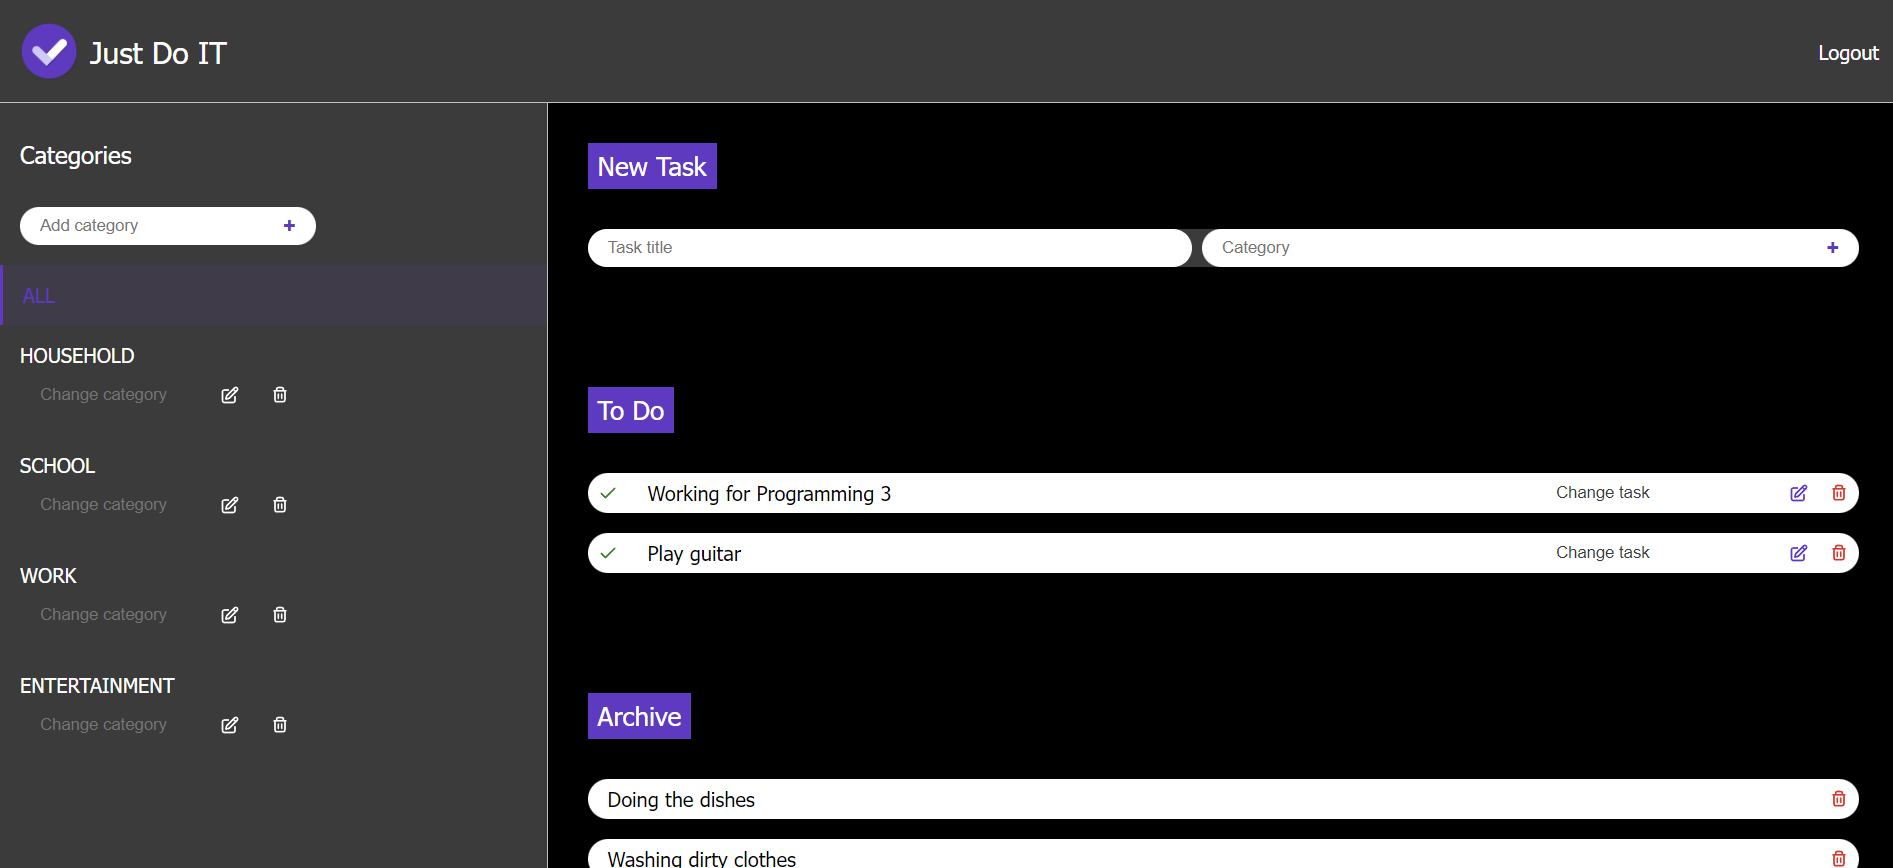 Just Do IT
Logout
Categories
Add category
ALL
HOUSEHOLD
Change category
SCHOOL
Change category
WORK
Change category
ENTERTAINMENT
Change category
New Task
Task title
Category
To Do
Working for Programming 3
Change task
Play guitar
Change task
Archive
Doing the dishes
Washing dirty clothes